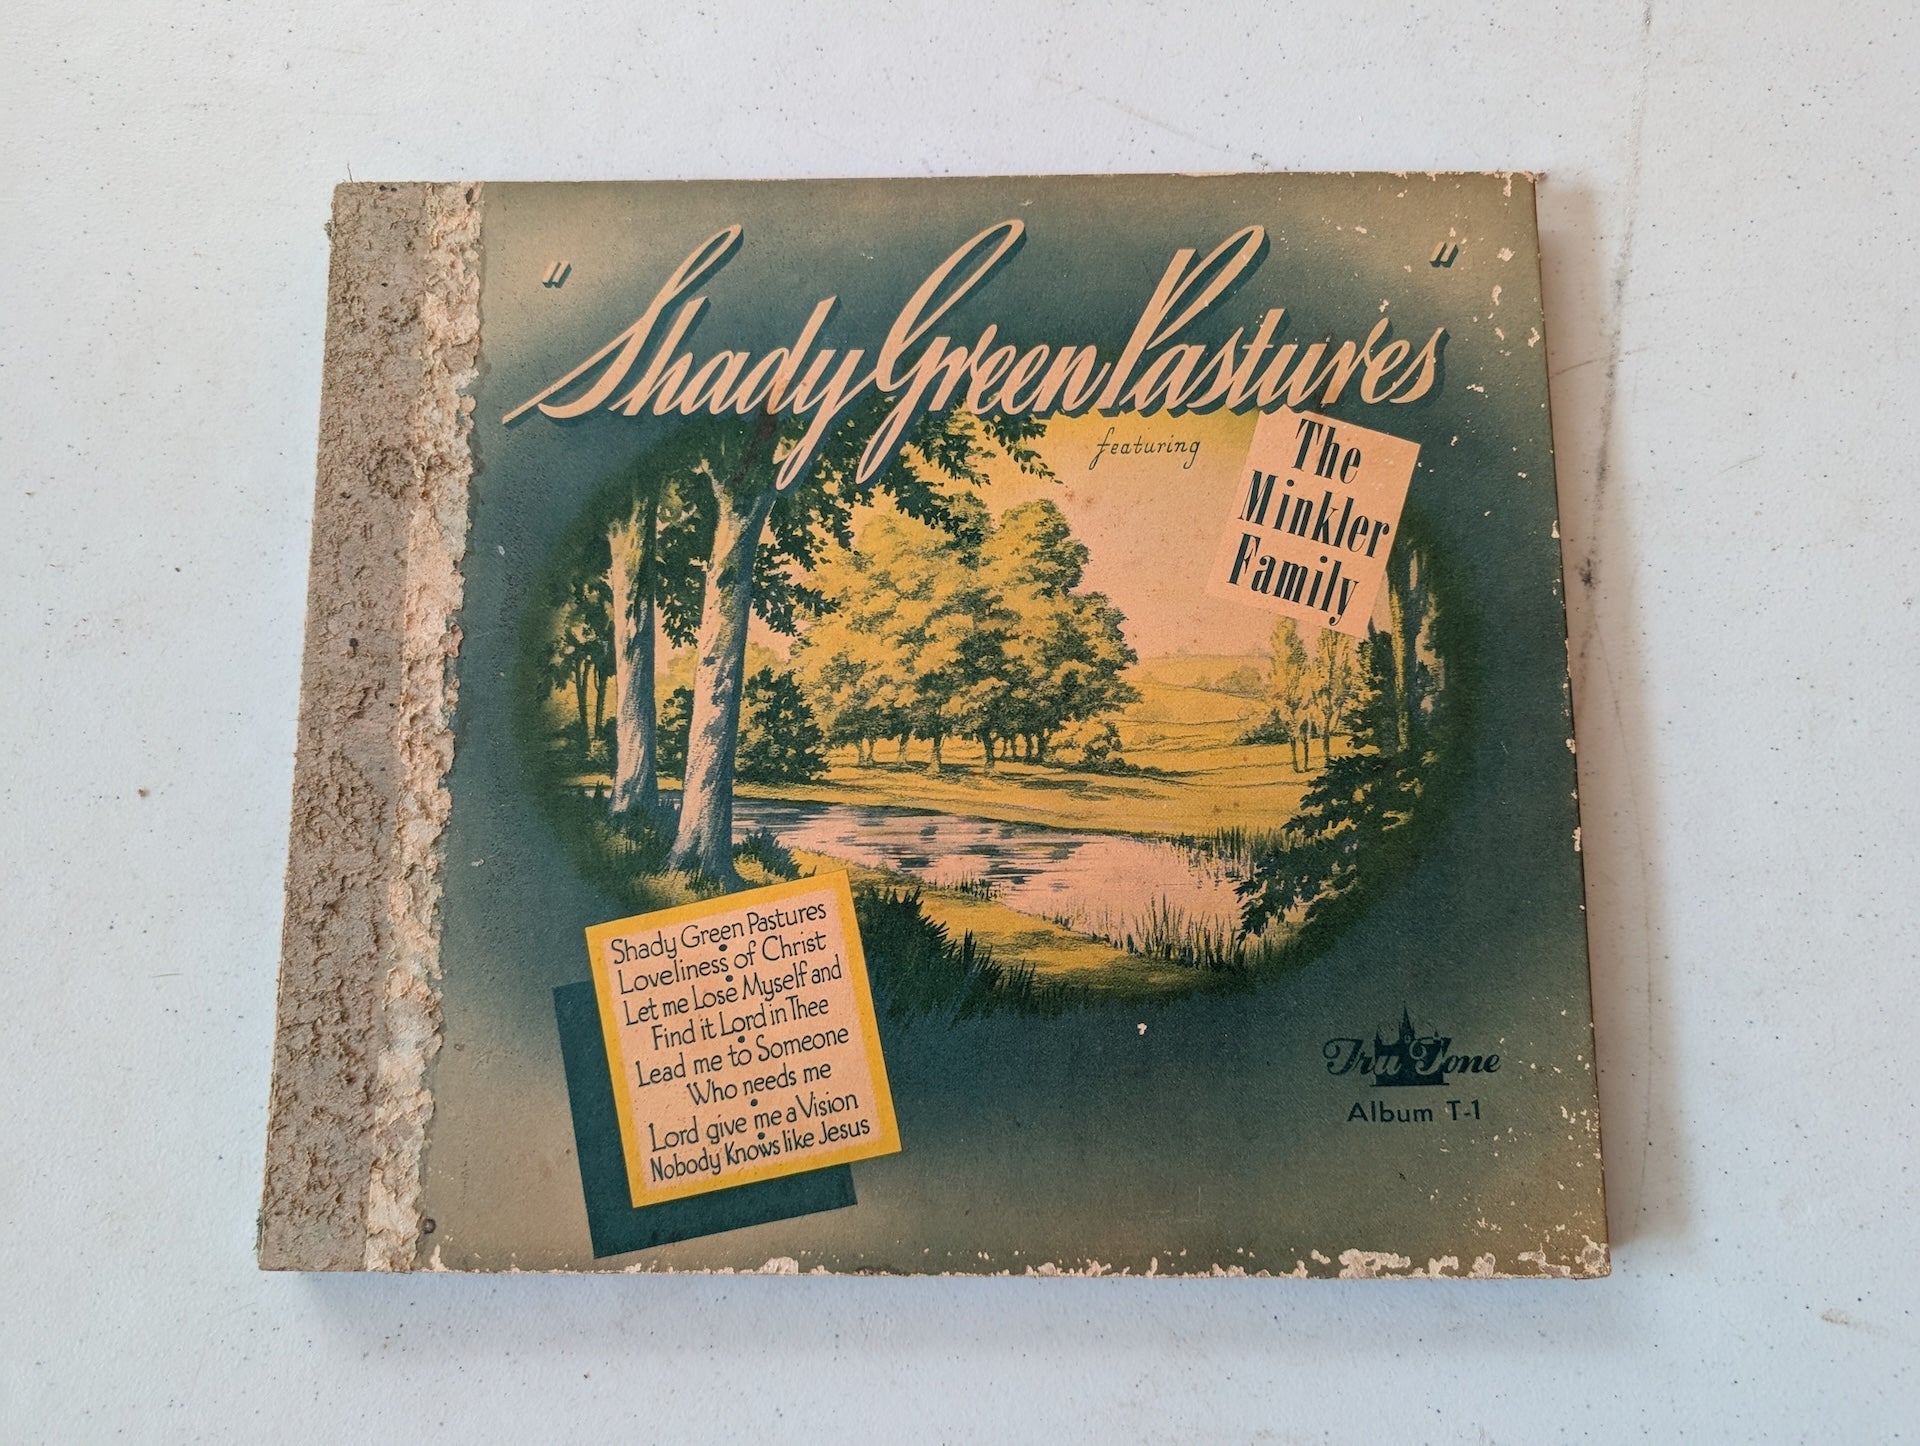 "Shady Green Pastures"
featuring
The
Minkler
Family
Shady Green Pastures
•
Loveliness of Christ
•
Let me Lose Myself and
Find it Lord in Thee
•
Lead me to Someone
Who needs me
•
Lord give me a Vision
•
Nobody Knows like Jesus
Tru Tone
Album T-1